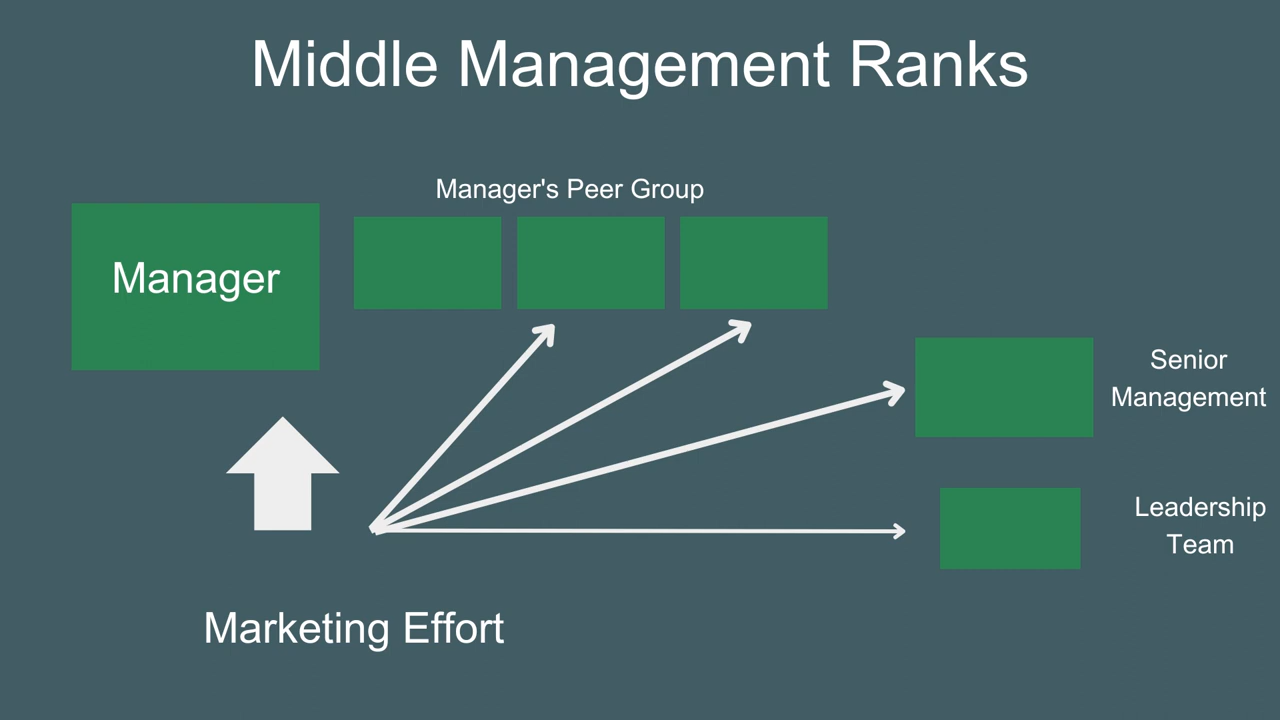 Middle Management Ranks
Manager's Peer Group
Manager
Senior
Management
Leadership
Team
Marketing Effort